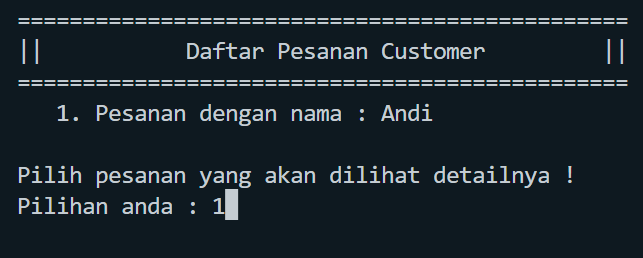 ===============================================
||           Daftar Pesanan Customer         ||
===============================================
   1. Pesanan dengan nama : Andi
Pilih pesanan yang akan dilihat detailnya !
Pilihan anda : 1